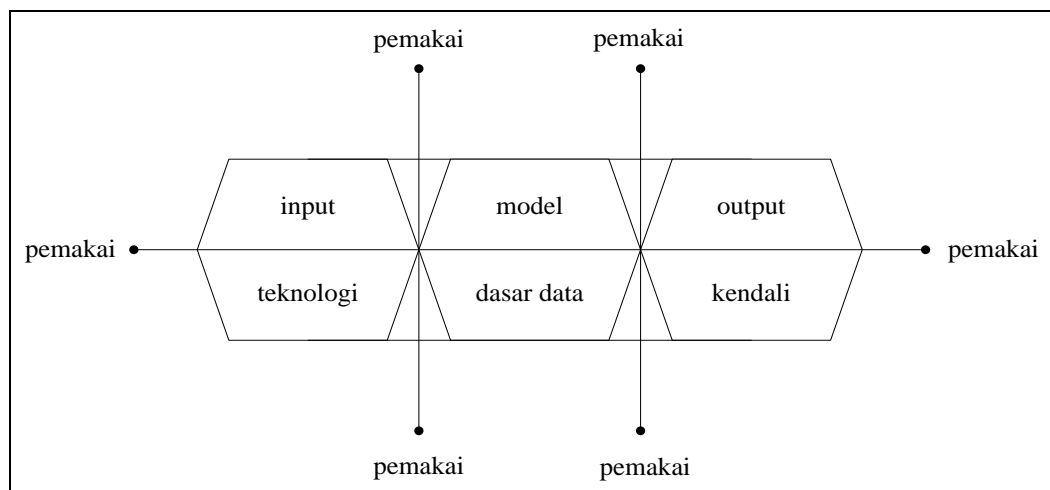 pemakai pemakai
input model output
pemakai pemakai
teknologi dasar data kendali
pemakai pemakai